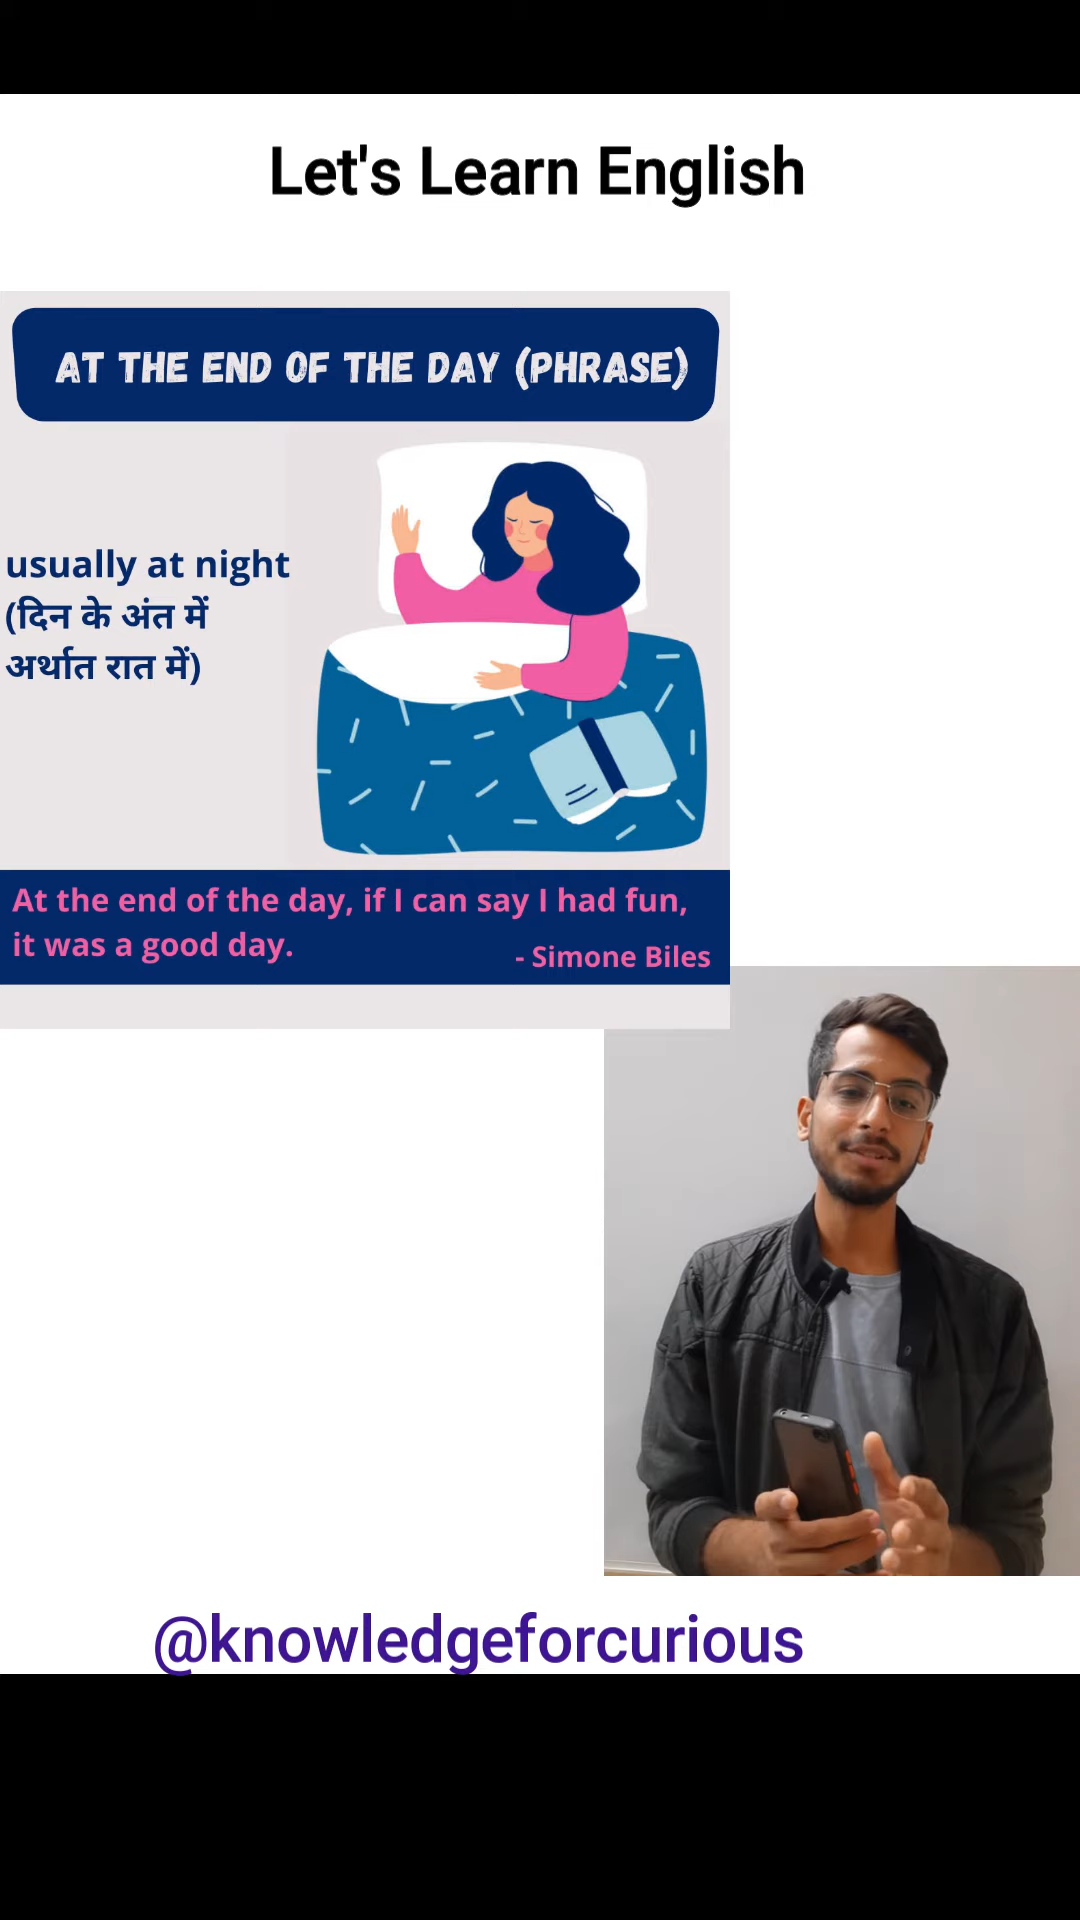 Let's Learn English
AT THE END OF THE DAY (PHRASE)
usually at night
(दिन के अंत में
अर्थात रात में)
At the end of the day, if I can say I had fun,
it was a good day.
- Simone Biles
@knowledgeforcurious